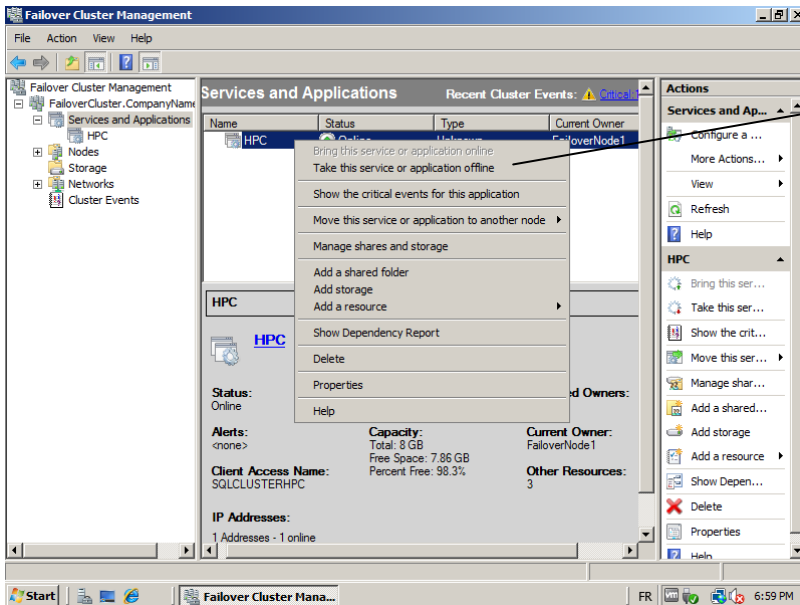 Failover Cluster Management
File Action View Help
Failover Cluster Management
FailoverCluster.CompanyName
Services and Applications
HPC
Nodes
Storage
Networks
Cluster Events
Services and Applications Recent Cluster Events: Critical:
Name Status Type Current Owner
HPC Online Unknown FailoverNode1
Bring this service or application online
Take this service or application offline
Show the critical events for this application
Move this service or application to another node
Manage shares and storage
Add a shared folder
Add storage
Add a resource
Show Dependency Report
Delete
Properties
Help
HPC
HPC
Status:
Online
Owners:
Alerts:
<none>
Capacity:
Total: 8 GB
Free Space: 7.86 GB
Percent Free: 98.3%
Current Owner:
FailoverNode1
Client Access Name:
SQLCLUSTERHPC
Other Resources:
3
IP Addresses:
1 Addresses - 1 online
Actions
Services and Ap...
Configure a ...
More Actions...
View
Refresh
Help
HPC
Bring this ser...
Take this ser...
Show the crit...
Move this ser...
Manage shar...
Add a shared...
Add storage
Add a resource
Show Depen...
Delete
Properties
Help
Start Failover Cluster Mana... FR 6:59 PM